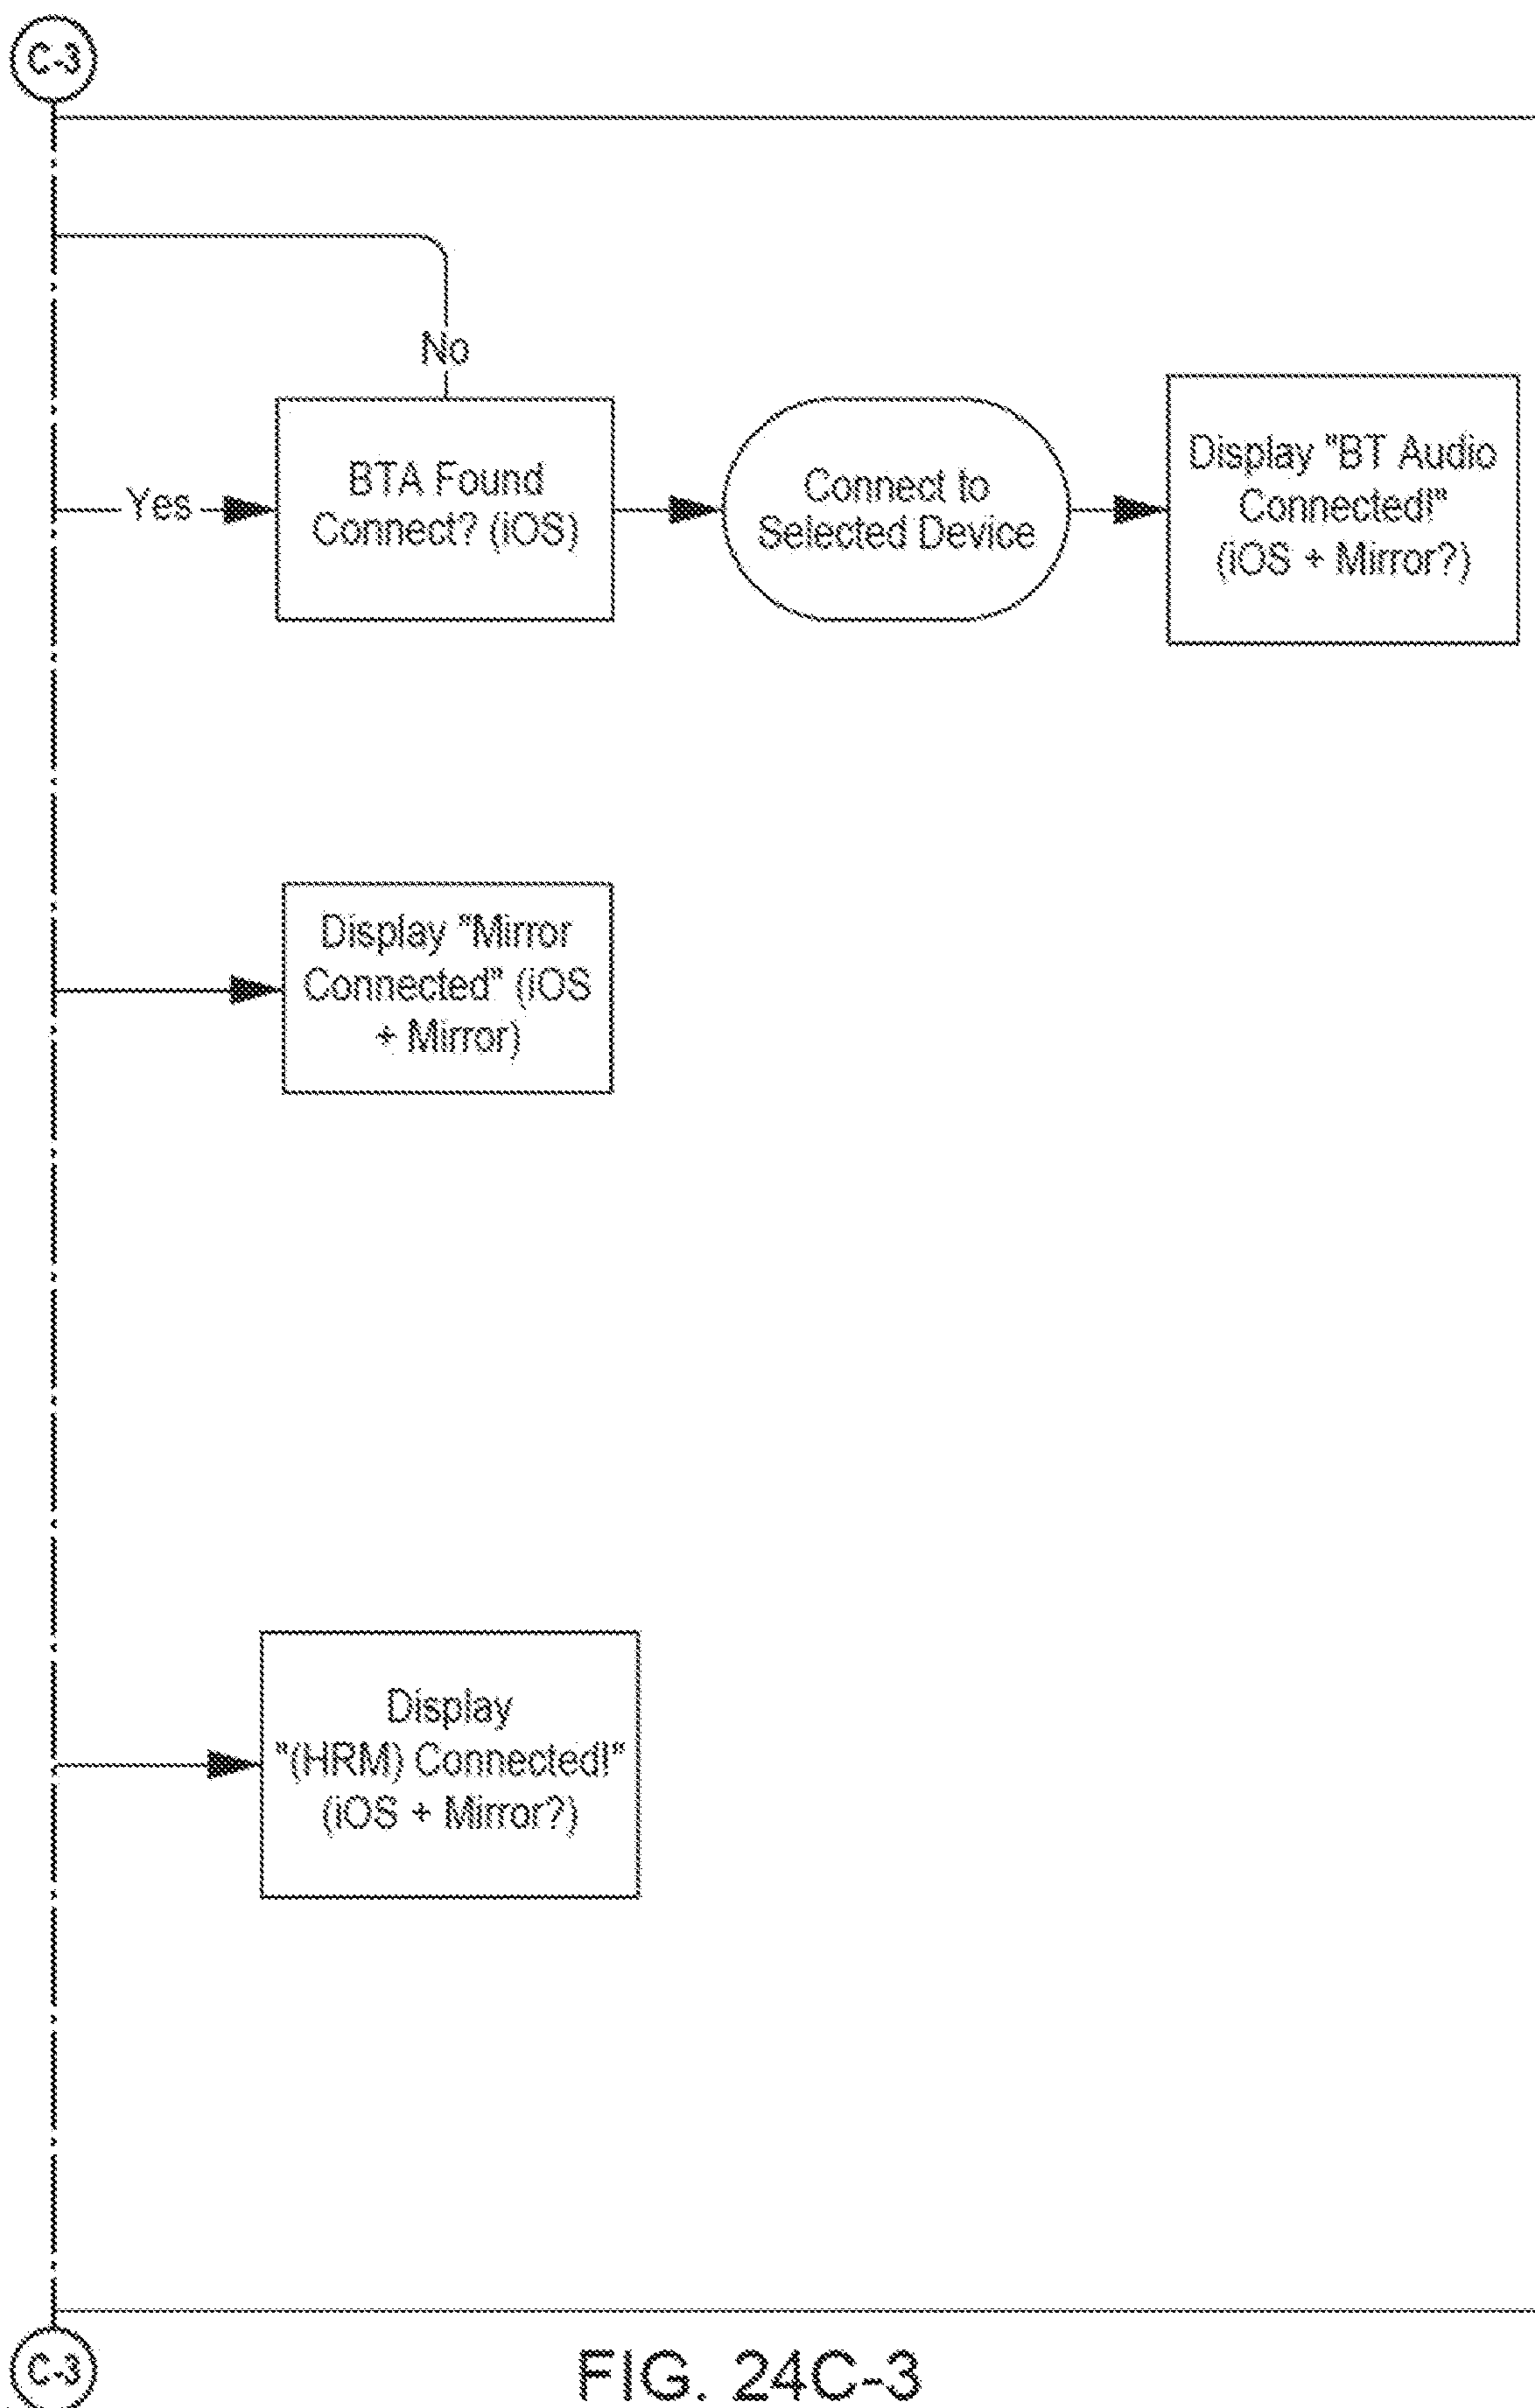 C-3
No
Yes
BTA Found
Connect? (iOS)
Connect to
Selected Device
Display "BT Audio
Connected!"
(iOS + Mirror?)
Display "Mirror
Connected" (iOS
+ Mirror)
Display
"(HRM) Connected!"
(iOS + Mirror?)
C-3
FIG. 24C-3